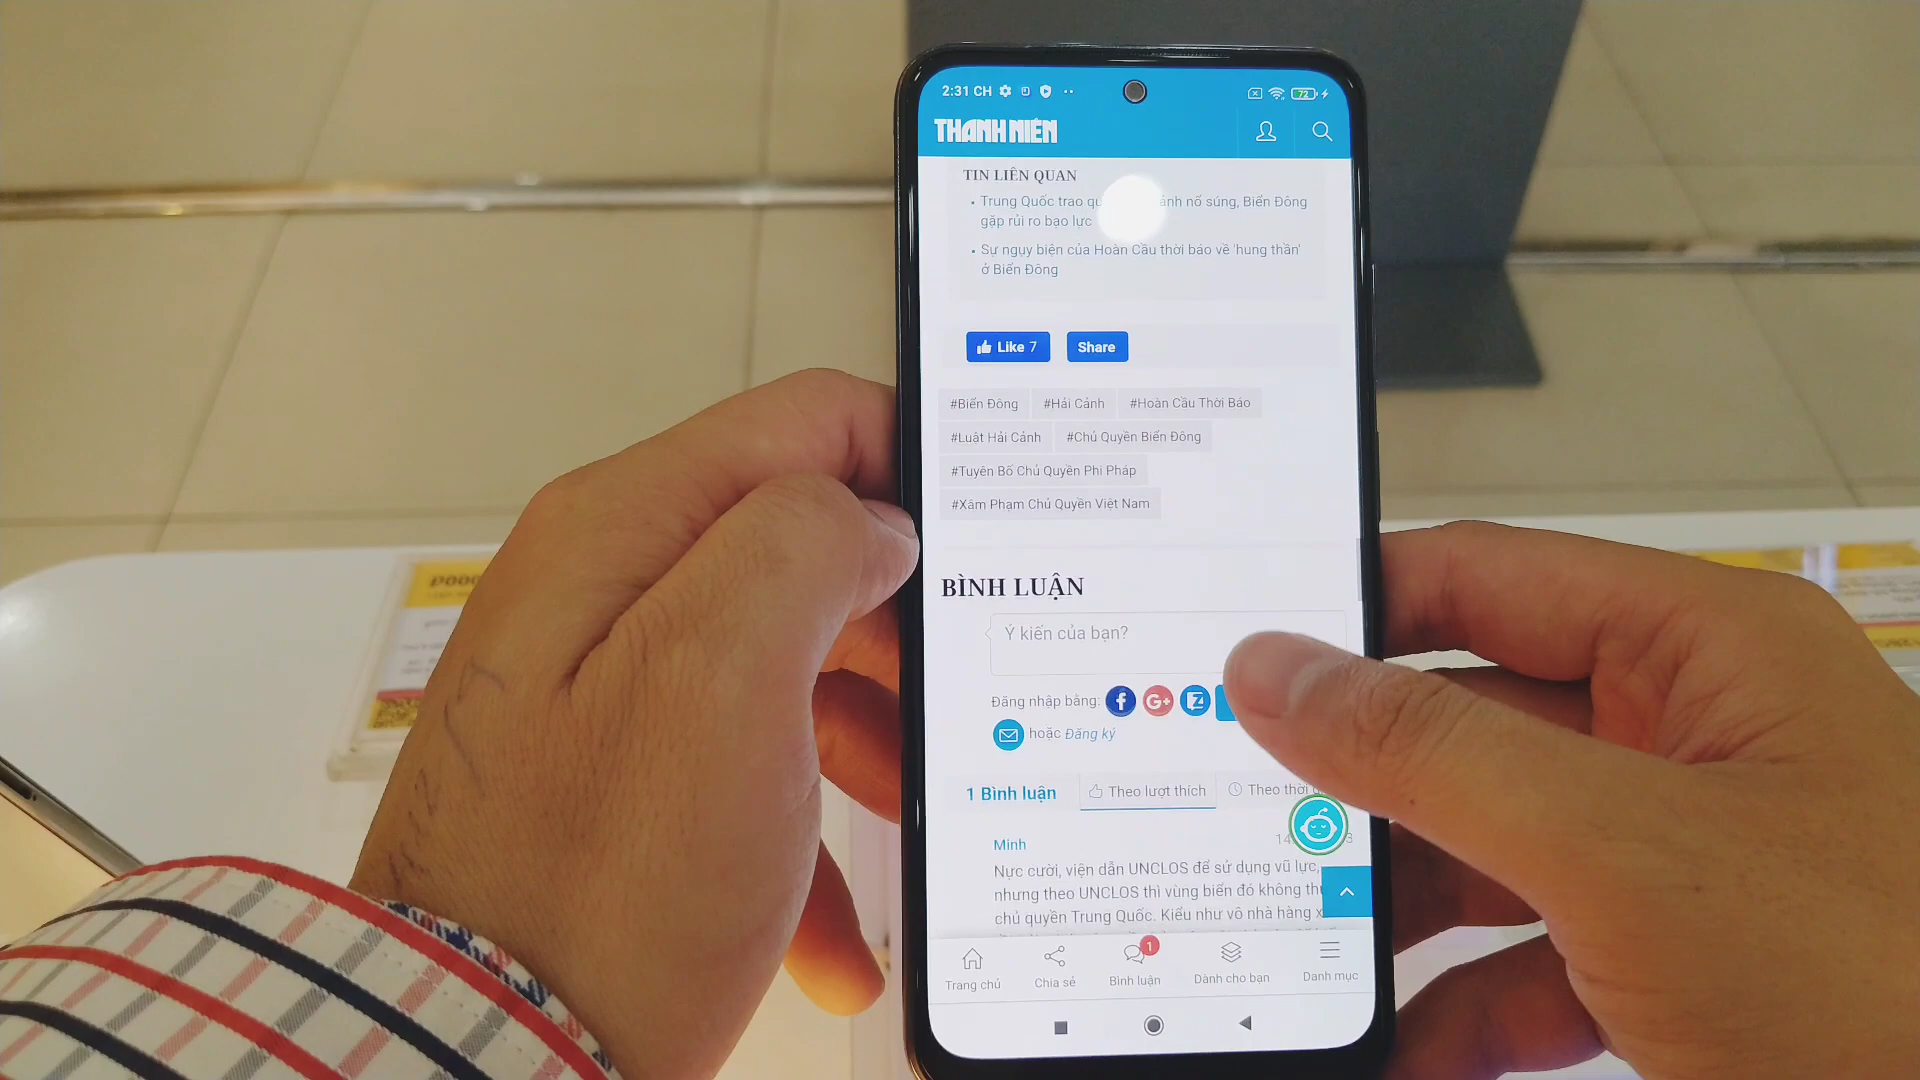 2:31 CH
72
THANH NIÊN
TIN LIÊN QUAN
Trung Quốc trao ảnh nổ súng, Biển Đông
gặp rủi ro bạo lực
Sự ngụy biện của Hoàn Cầu thời báo về 'hung thần'
ở Biển Đông
Like 7
Share
#Biển Đông #Hải Cảnh #Hoàn Cầu Thời Báo
#Luật Hải Cảnh #Chủ Quyền Biển Đông
#Tuyên Bố Chủ Quyền Phi Pháp
#Xâm Phạm Chủ Quyền Việt Nam
BÌNH LUẬN
Ý kiến của bạn?
Đăng nhập bằng:
hoặc Đăng ký
1 Bình luận Theo lượt thích Theo thời
Minh
Nực cười, viện dẫn UNCLOS để sử dụng vũ lực,
nhưng theo UNCLOS thì vùng biển đó không
chủ quyền Trung Quốc. Kiểu như vô nhà hàng
1
Trang chủ Chia sẻ Bình luận Dành cho bạn Danh mục